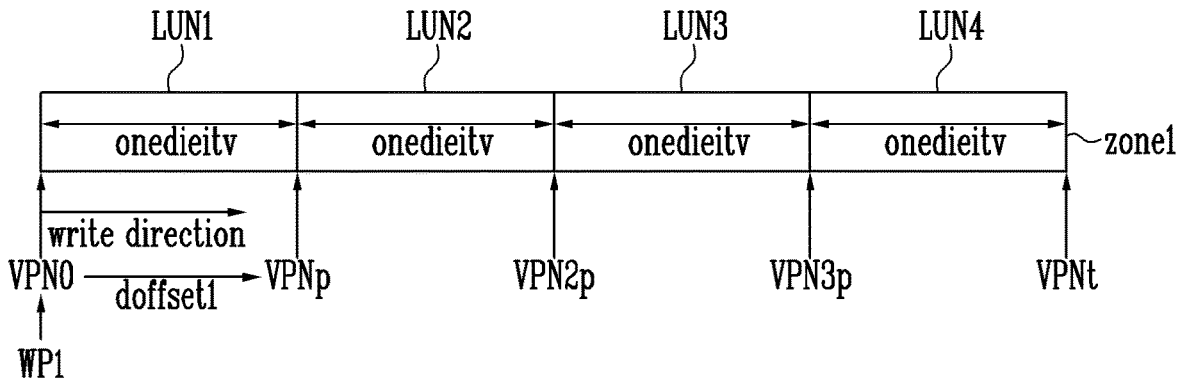 LUN1 LUN2 LUN3 LUN4
onedieitv onedieitv onedieitv onedieitv zone1
write direction
VPN0 VPNp VPN2p VPN3p VPNt
doffset1
WP1